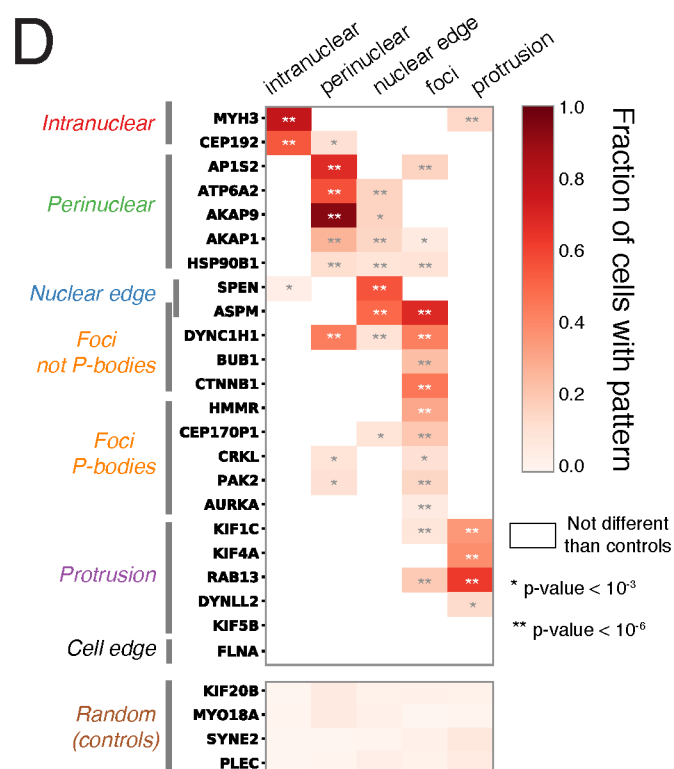 D
intranuclear
perinuclear
nuclear edge
foci
protrusion
Intranuclear
MYH3 ** **
CEP192 ** *
Perinuclear
AP1S2 ** **
ATP6A2 ** **
AKAP9 ** *
AKAP1 ** ** *
HSP90B1 ** ** **
Nuclear edge
SPEN * **
ASPM ** **
Foci
not P-bodies
DYNC1H1 ** ** **
BUB1 **
CTNNB1 **
Foci
P-bodies
HMMR **
CEP170P1 * **
CRKL * *
PAK2 * **
AURKA **
Protrusion
KIF1C ** **
KIF4A **
RAB13 ** **
DYNLL2 *
KIF5B
Cell edge
FLNA
Random
(controls)
KIF20B
MYO18A
SYNE2
PLEC
1.0
0.8
0.6
0.4
0.2
0.0
Fraction of cells with pattern
Not different
than controls
* p-value < 10⁻³
** p-value < 10⁻⁶